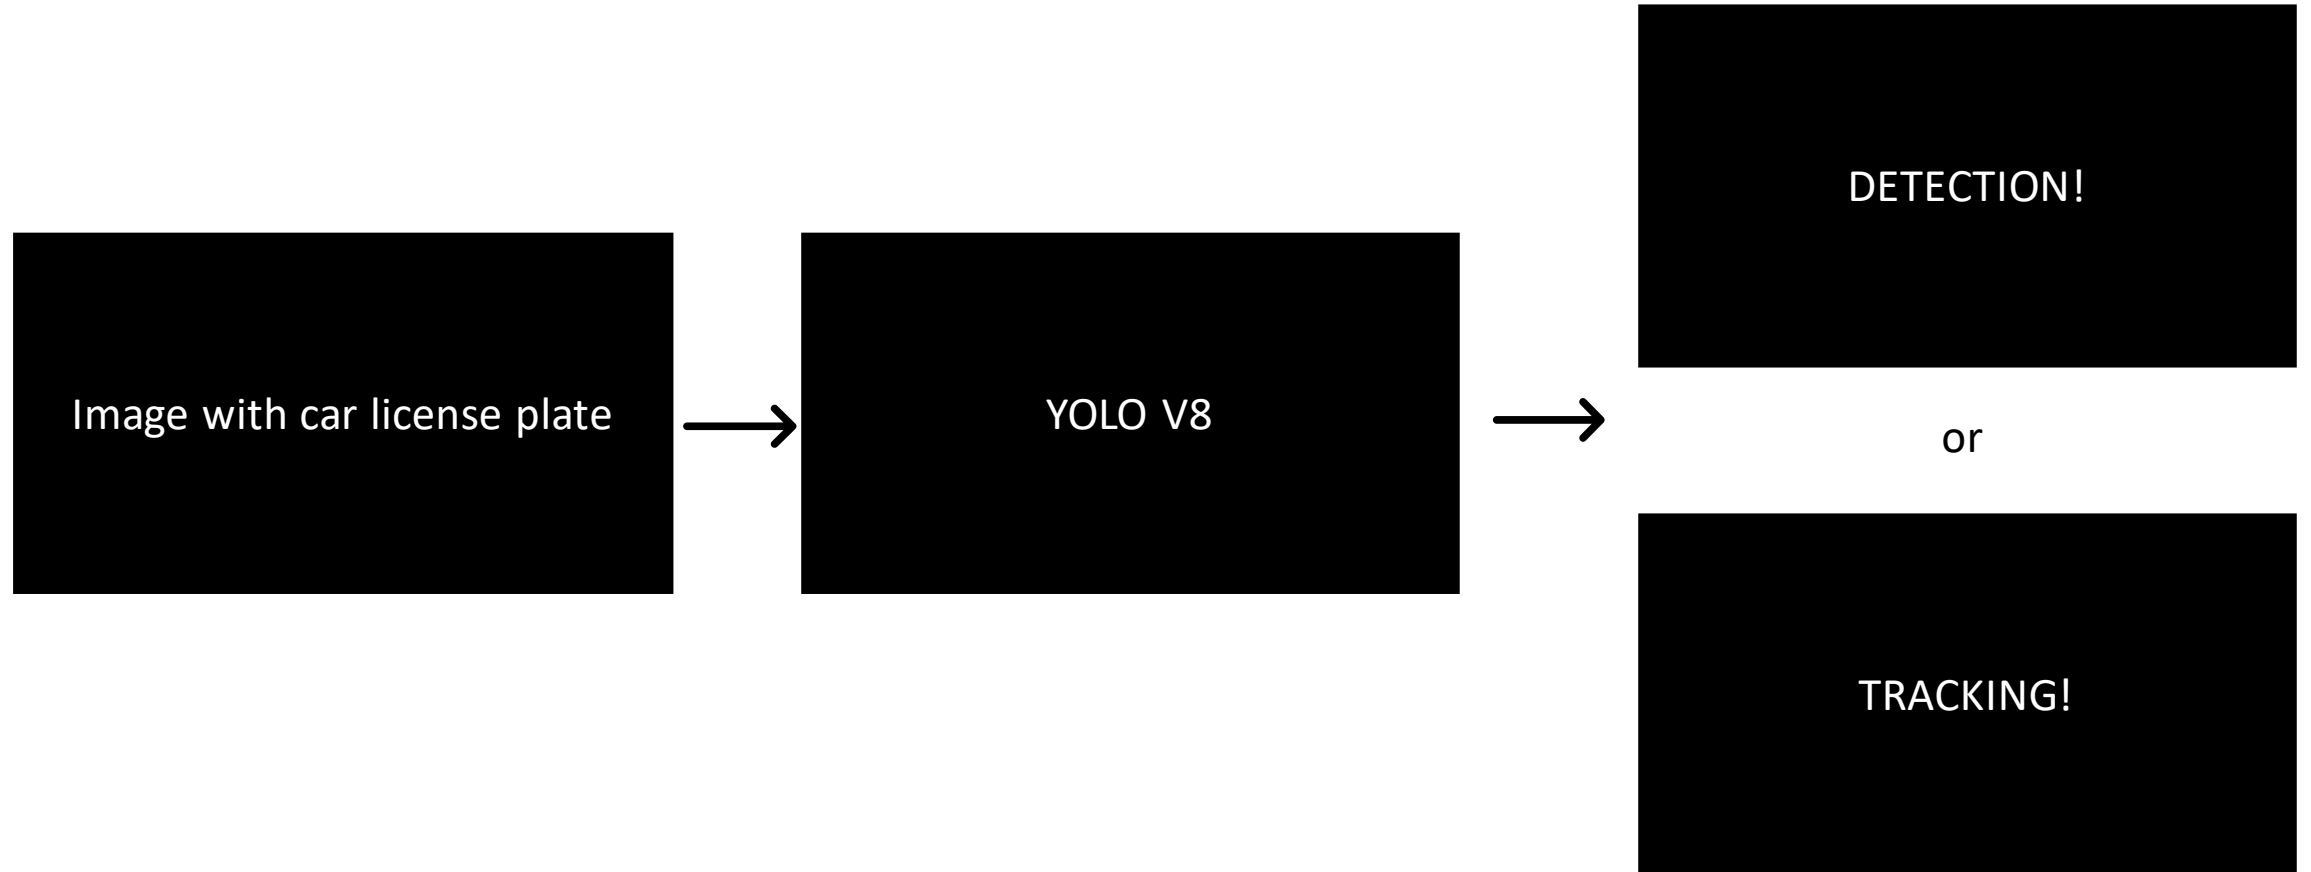 Image with car license plate
YOLO V8
DETECTION!
or
TRACKING!